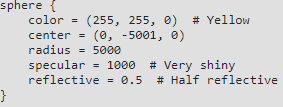 sphere {
    color = (255, 255, 0)  # Yellow
    center = (0, -5001, 0)
    radius = 5000
    specular = 1000  # Very shiny
    reflective = 0.5  # Half reflective
}